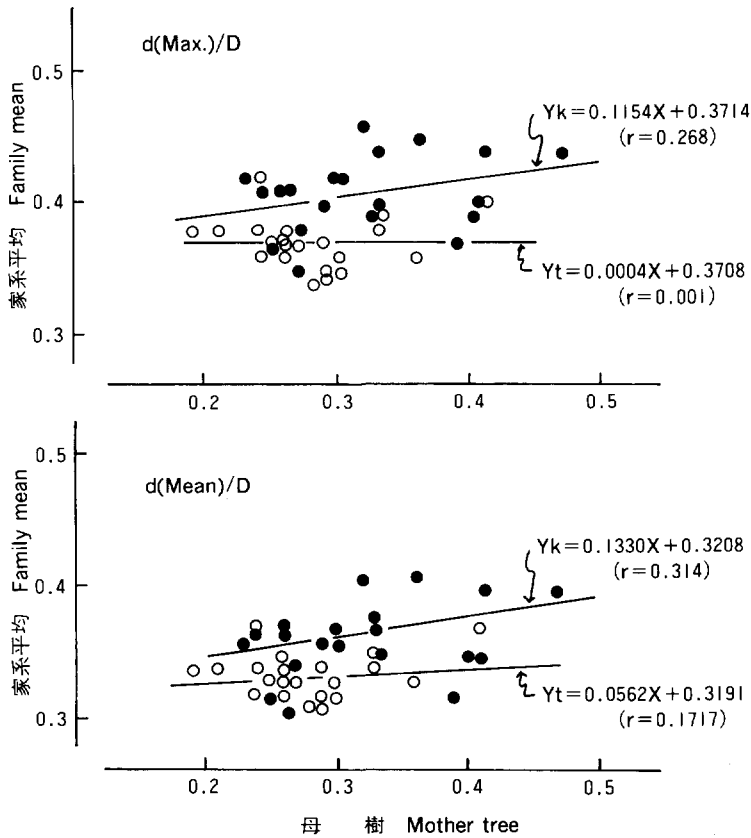 d(Max.)/D
0.5
Yk=0.1154X+0.3714
(r=0.268)
0.4
家系平均 Family mean
Yt=0.0004X+0.3708
(r=0.001)
0.3
0.2 0.3 0.4 0.5
0.5
d(Mean)/D
Yk=0.1330X+0.3208
(r=0.314)
0.4
家系平均 Family mean
0.3
Yt=0.0562X+0.3191
(r=0.1717)
0.2 0.3 0.4 0.5
母 樹 Mother tree